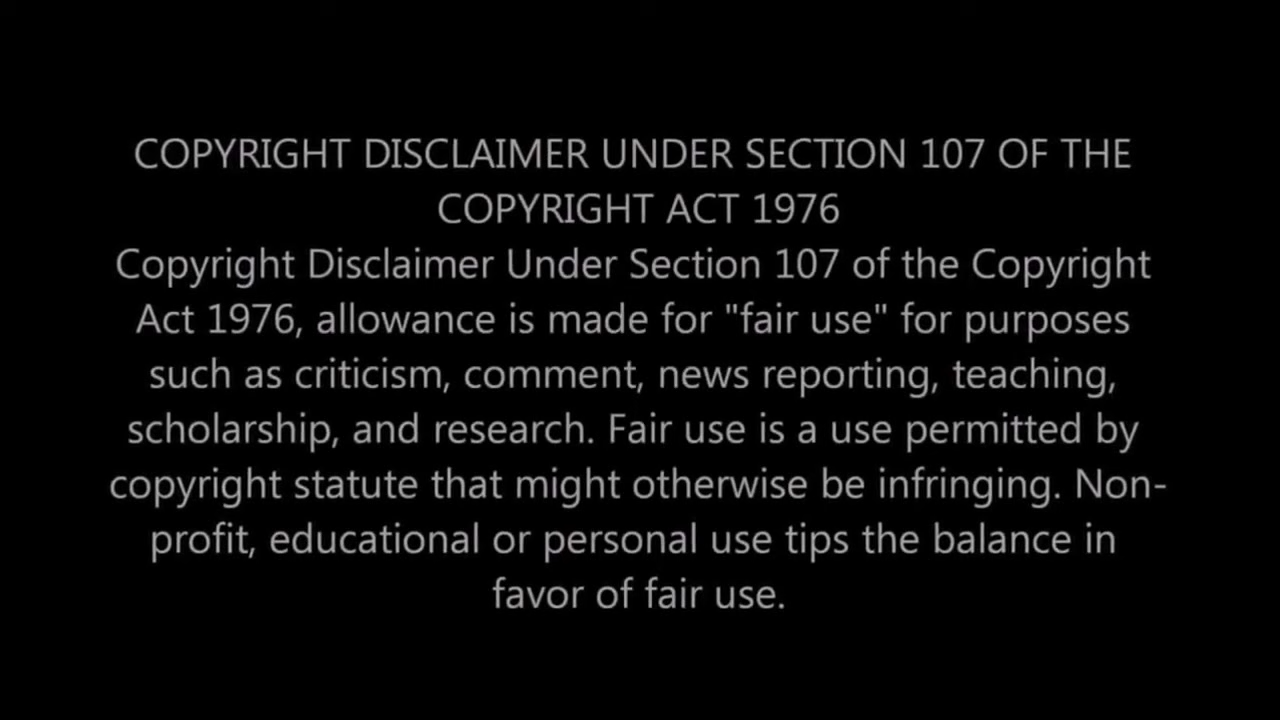 COPYRIGHT DISCLAIMER UNDER SECTION 107 OF THE
COPYRIGHT ACT 1976
Copyright Disclaimer Under Section 107 of the Copyright
Act 1976, allowance is made for "fair use" for purposes
such as criticism, comment, news reporting, teaching,
scholarship, and research. Fair use is a use permitted by
copyright statute that might otherwise be infringing. Non-
profit, educational or personal use tips the balance in
favor of fair use.